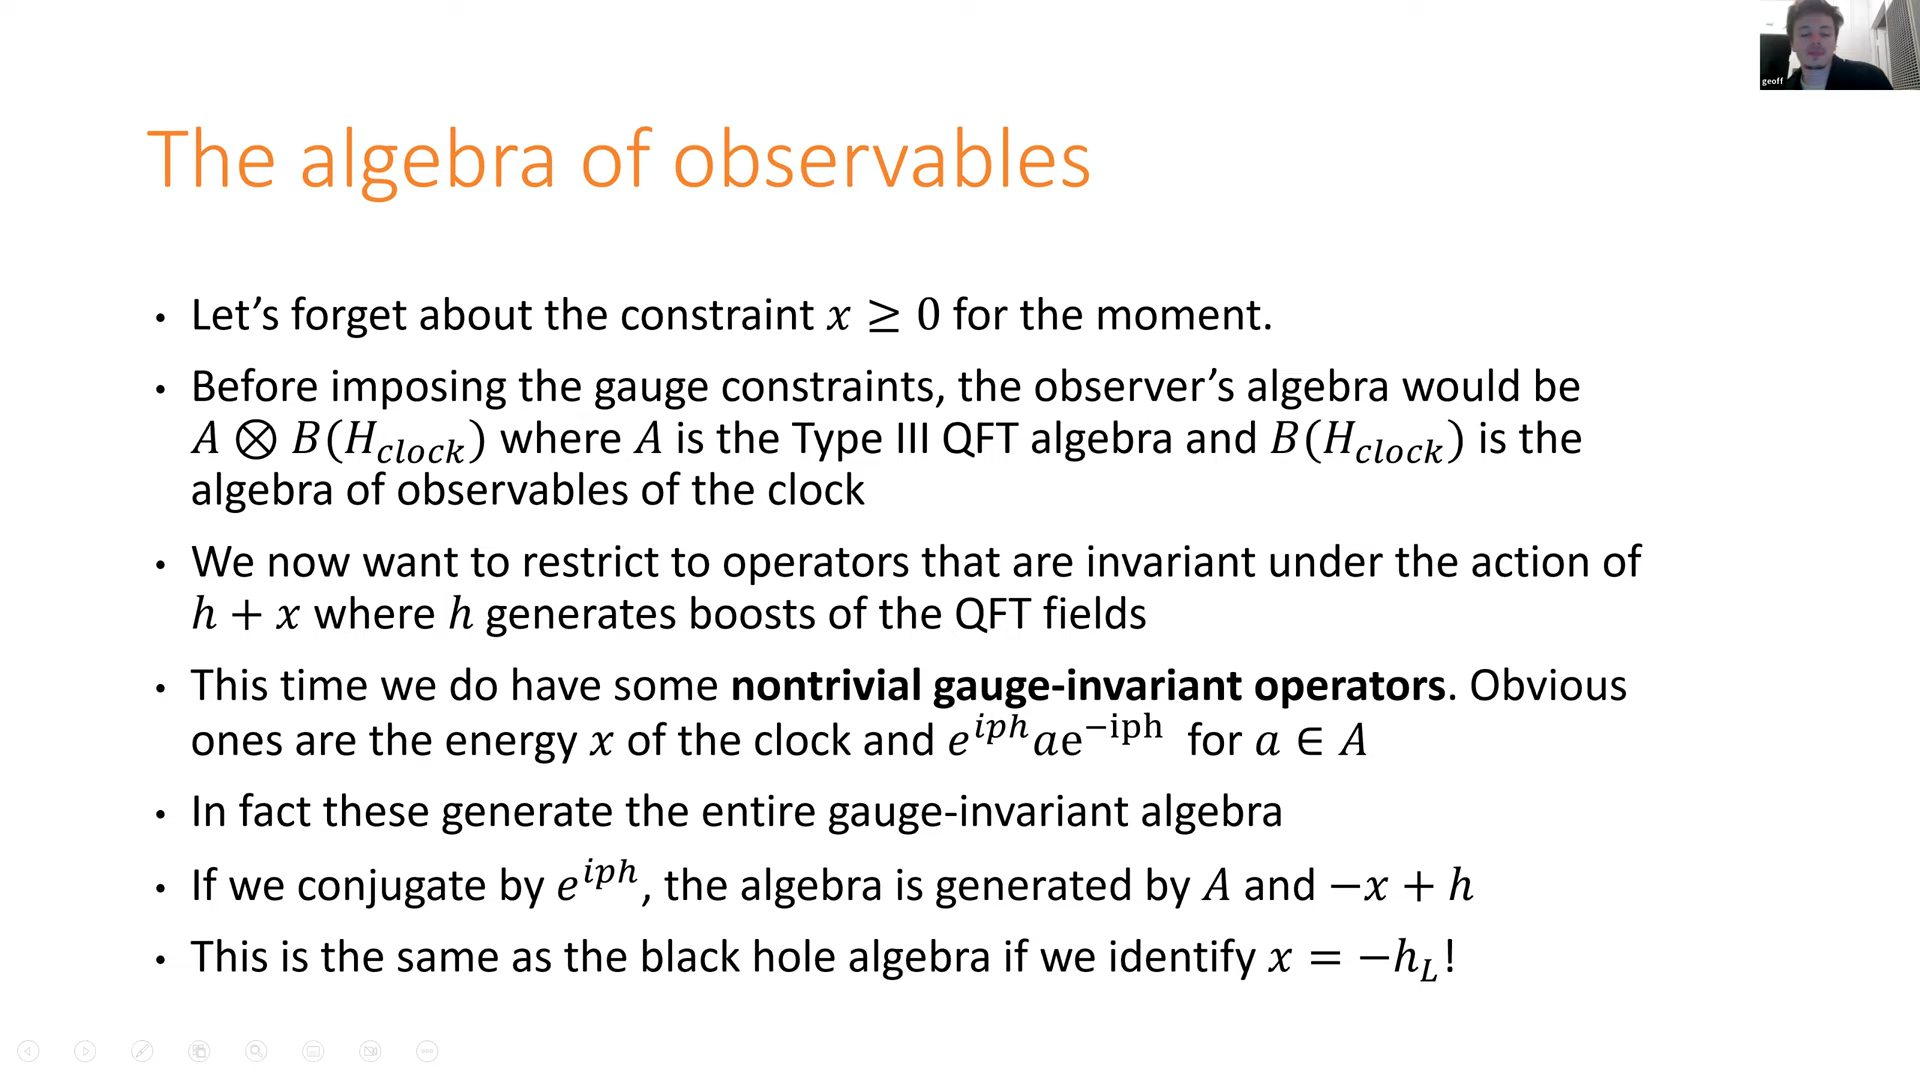 geoff
The algebra of observables
• Let's forget about the constraint x ≥ 0 for the moment.
• Before imposing the gauge constraints, the observer's algebra would be
A ⊗ B(H_clock) where A is the Type III QFT algebra and B(H_clock) is the
algebra of observables of the clock
• We now want to restrict to operators that are invariant under the action of
h + x where h generates boosts of the QFT fields
• This time we do have some nontrivial gauge-invariant operators. Obvious
ones are the energy x of the clock and e^{iph}ae^{−iph} for a ∈ A
• In fact these generate the entire gauge-invariant algebra
• If we conjugate by e^{iph}, the algebra is generated by A and −x + h
• This is the same as the black hole algebra if we identify x = −h_L!